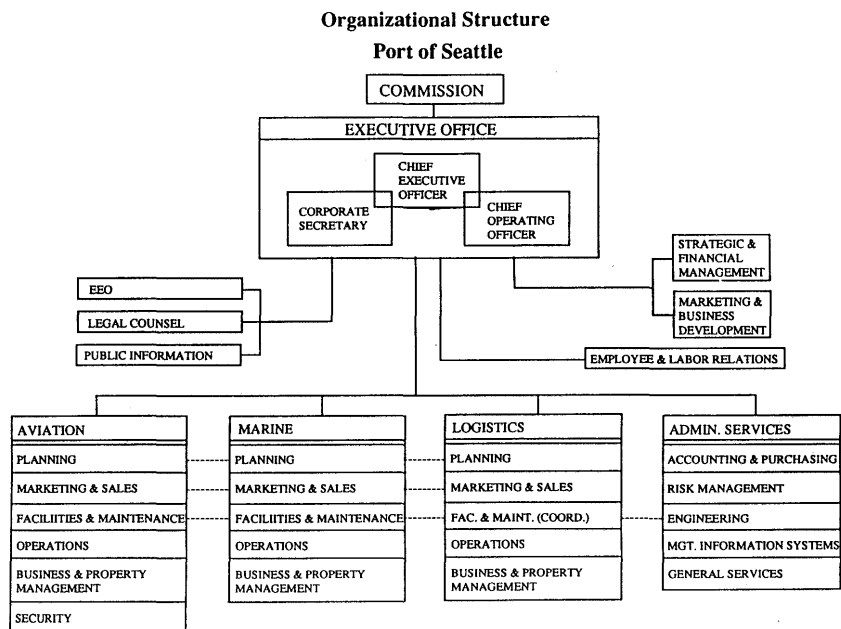 Organizational Structure
Port of Seattle
COMMISSION
EXECUTIVE OFFICE
CHIEF
EXECUTIVE
OFFICER
CORPORATE
SECRETARY
CHIEF
OPERATING
OFFICER
STRATEGIC &
FINANCIAL
MANAGEMENT
MARKETING &
BUSINESS
DEVELOPMENT
EEO
LEGAL COUNSEL
PUBLIC INFORMATION
EMPLOYEE & LABOR RELATIONS
AVIATION
PLANNING
MARKETING & SALES
FACILIITIES & MAINTENANCE
OPERATIONS
BUSINESS & PROPERTY
MANAGEMENT
SECURITY
MARINE
PLANNING
MARKETING & SALES
FACILIITIES & MAINTENANCE
OPERATIONS
BUSINESS & PROPERTY
MANAGEMENT
LOGISTICS
PLANNING
MARKETING & SALES
FAC. & MAINT. (COORD.)
OPERATIONS
BUSINESS & PROPERTY
MANAGEMENT
ADMIN. SERVICES
ACCOUNTING & PURCHASING
RISK MANAGEMENT
ENGINEERING
MGT. INFORMATION SYSTEMS
GENERAL SERVICES